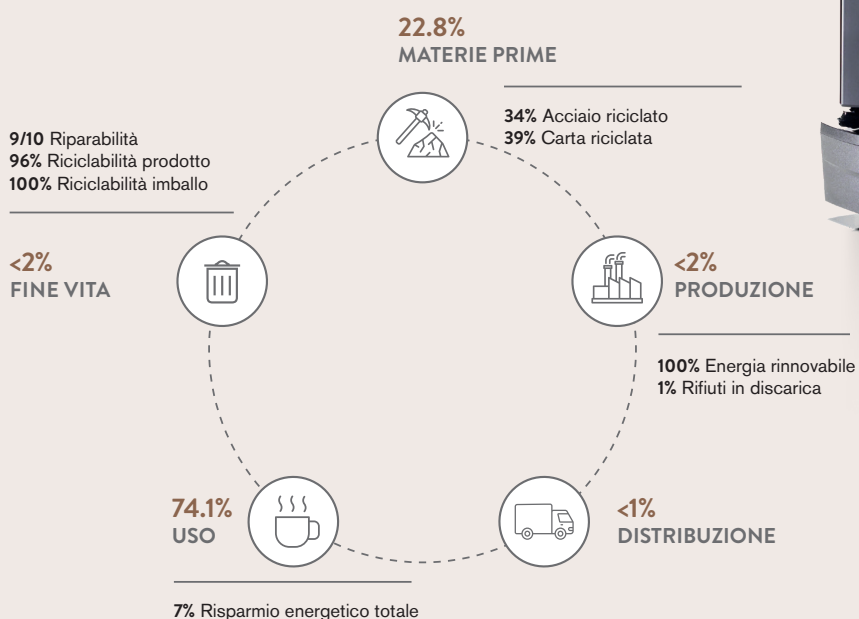 22.8%
MATERIE PRIME
34% Acciaio riciclato
39% Carta riciclata
9/10 Riparabilità
96% Riciclabilità prodotto
100% Riciclabilità imballo
<2%
FINE VITA
<2%
PRODUZIONE
100% Energia rinnovabile
1% Rifiuti in discarica
74.1%
USO
7% Risparmio energetico totale
<1%
DISTRIBUZIONE